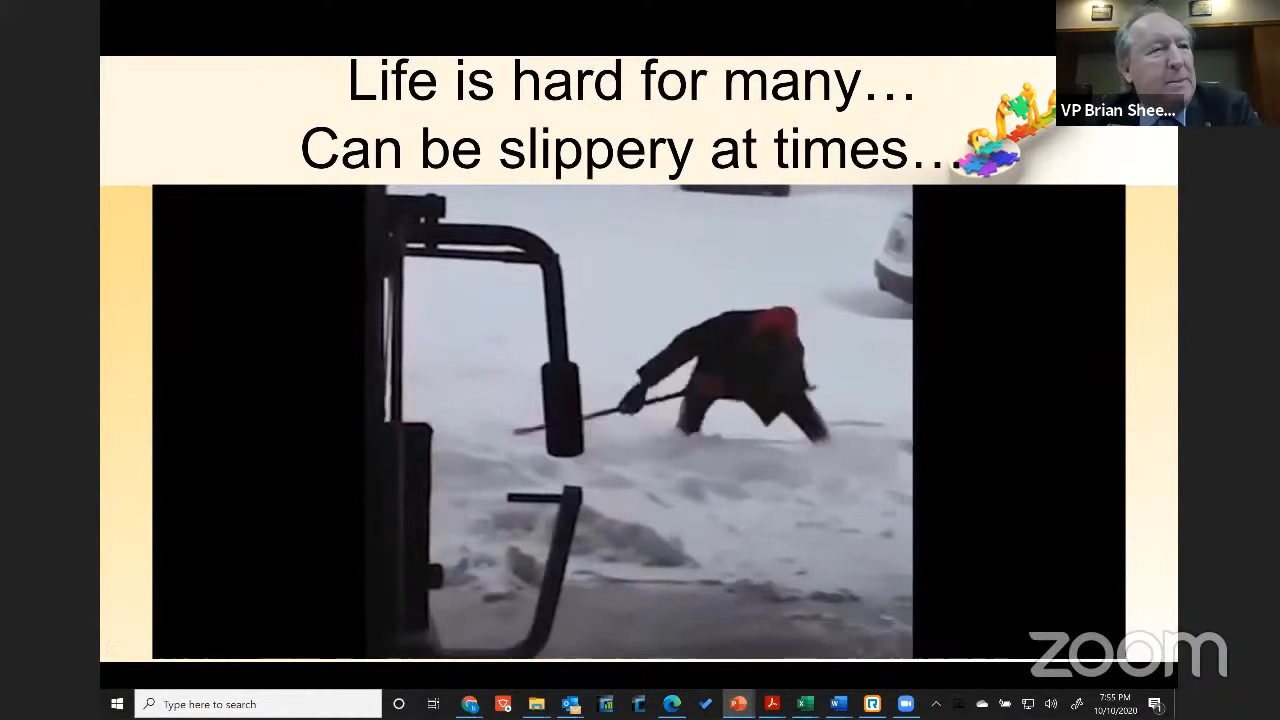 Life is hard for many…
Can be slippery at times…
VP Brian Shee...
zoom
Type here to search
7:55 PM
10/10/2020